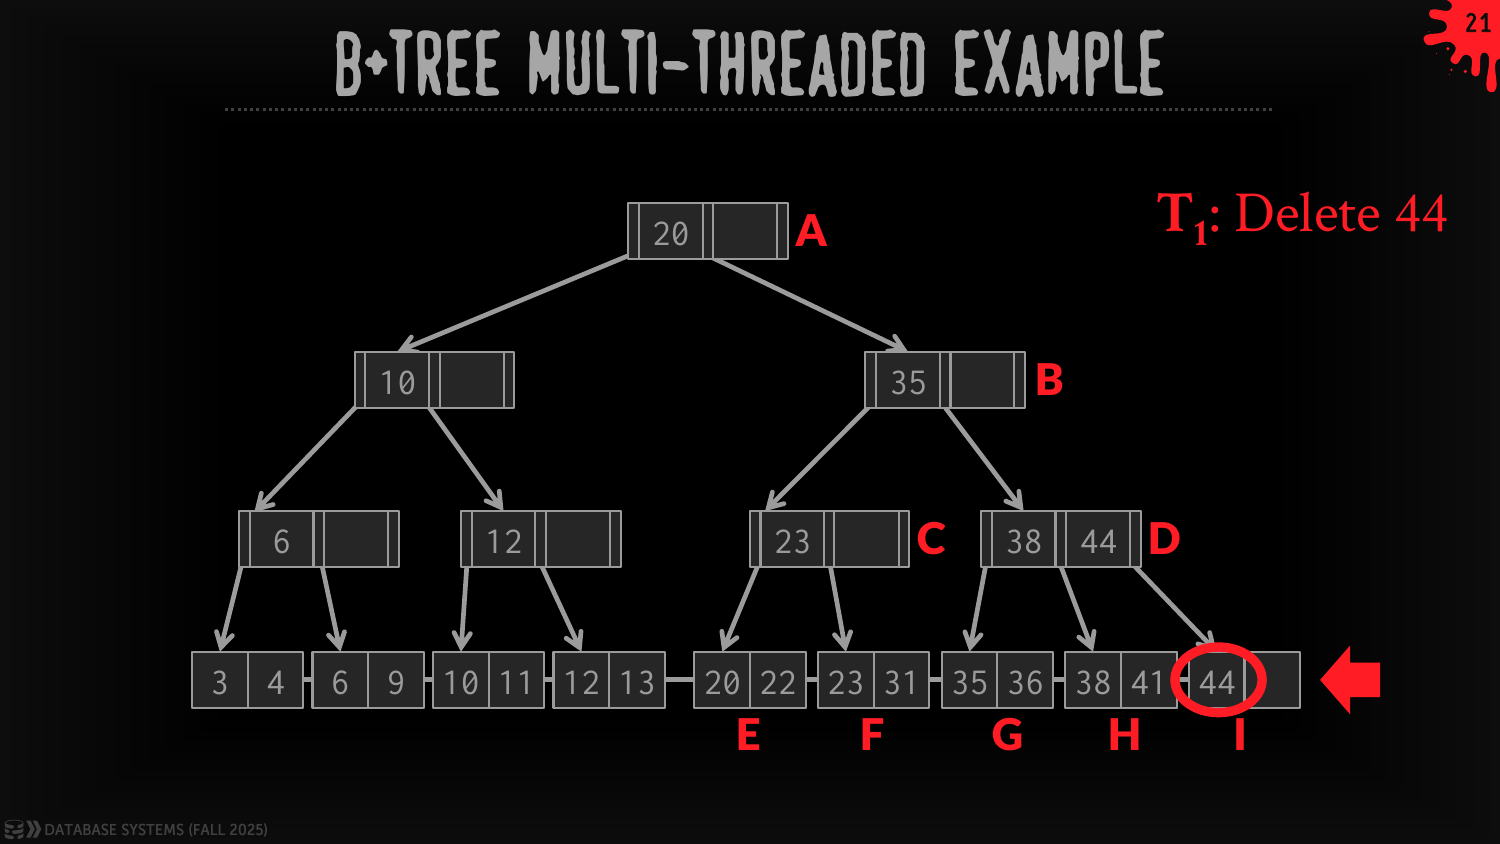 B+TREE MULTI-THREADED EXAMPLE
21
T1: Delete 44
20 A
10
35 B
6
12
23 C
38 44 D
3 4 6 9 10 11 12 13 20 22 23 31 35 36 38 41 44
E F G H I
DATABASE SYSTEMS (FALL 2025)